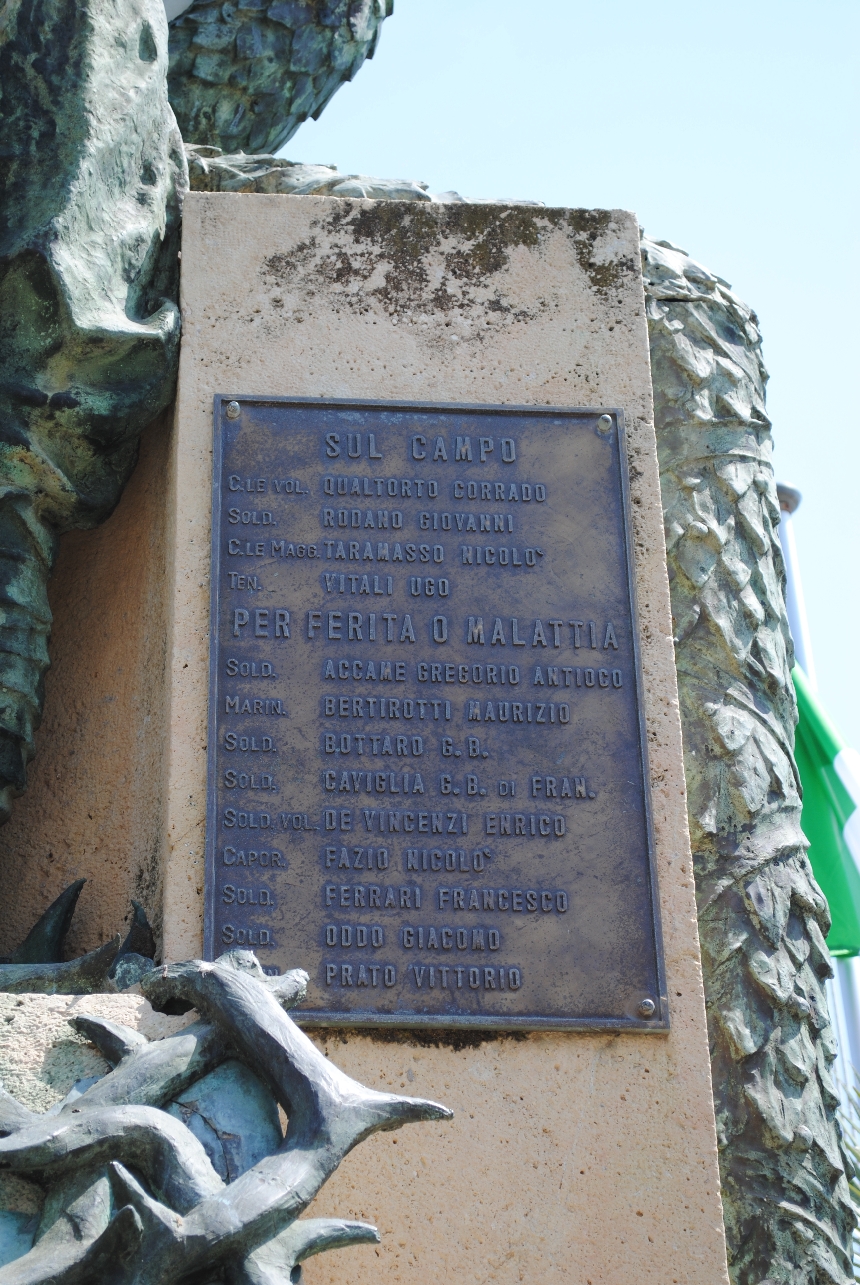 SUL CAMPO
C.LE VOL. QUALTORTO CORRADO
SOLD. RODANO GIOVANNI
C.LE MAGG. TARAMASSO NICOLO'
TEN. VITALI UGO
PER FERITA O MALATTIA
SOLD. ACCAME GREGORIO ANTIOCO
MARIN. BERTIROTTI MAURIZIO
SOLD. BOTTARO G.B.
SOLD. CAVIGLIA G.B. DI FRAN.
SOLD. VOL. DE VINCENZI ENRICO
CAPOR. FAZIO NICOLO'
SOLD. FERRARI FRANCESCO
SOLD. ODDO GIACOMO
PRATO VITTORIO